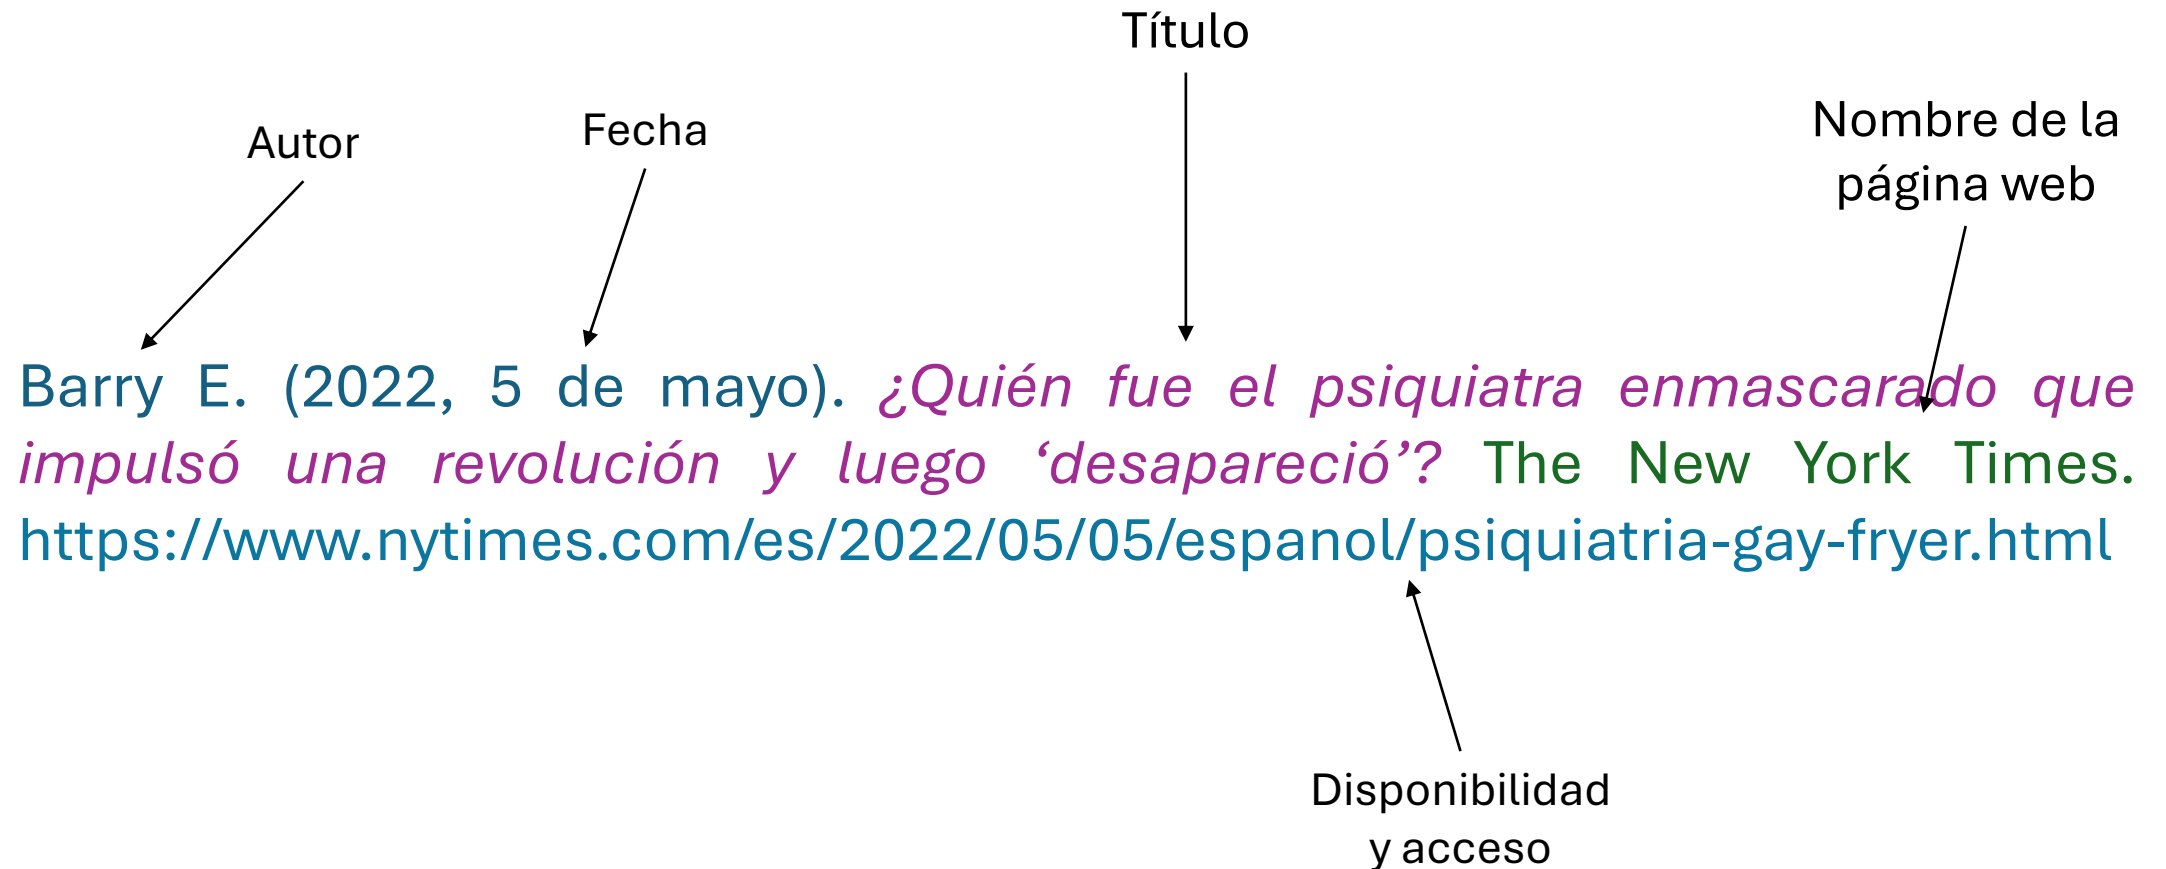 Título
Autor
Fecha
Nombre de la
página web
Barry E. (2022, 5 de mayo). ¿Quién fue el psiquiatra enmascarado que
impulsó una revolución y luego ‘desapareció’? The New York Times.
https://www.nytimes.com/es/2022/05/05/espanol/psiquiatria-gay-fryer.html
Disponibilidad
y acceso